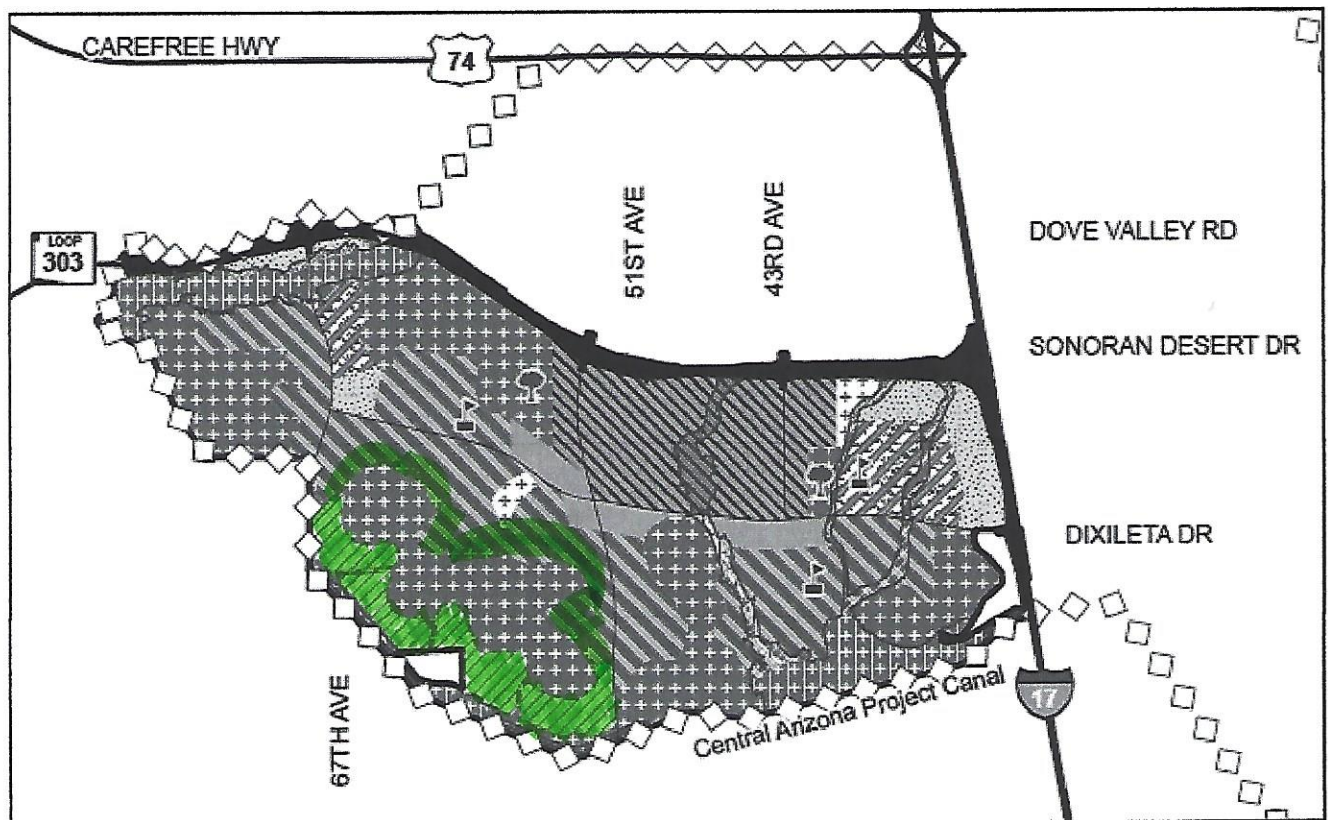 CAREFREE HWY
74
51ST AVE
43RD AVE
DOVE VALLEY RD
LOOP
303
SONORAN DESERT DR
DIXILETA DR
67TH AVE
Central Arizona Project Canal
17